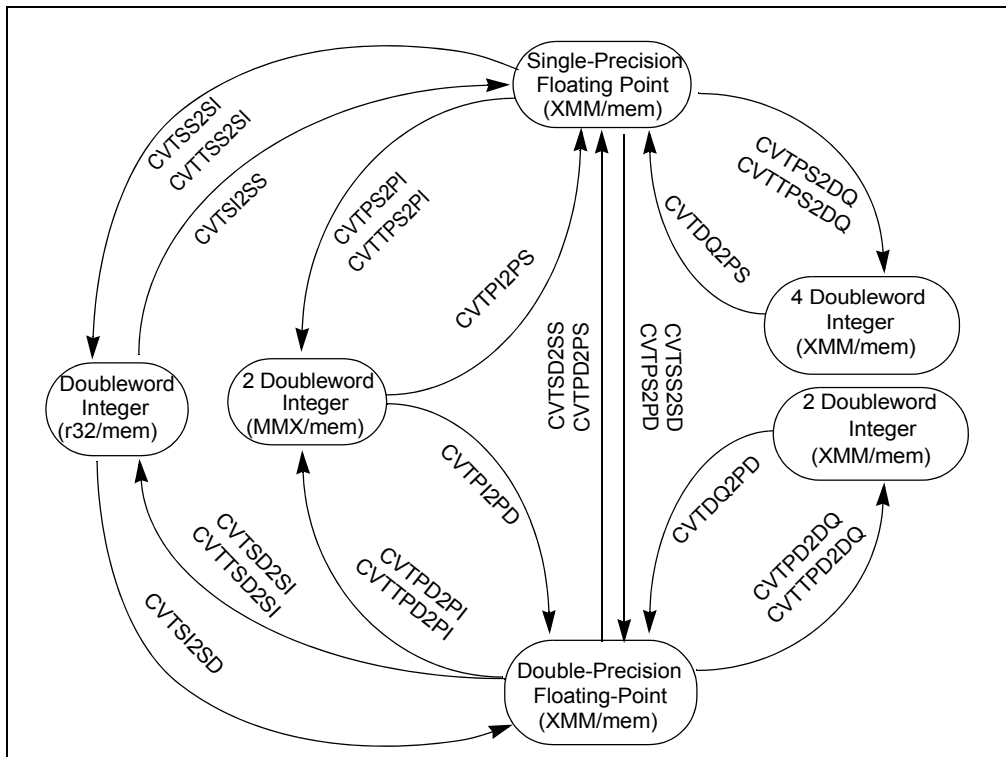 Single-Precision
Floating Point
(XMM/mem)
CVTSS2SI
CVTTSS2SI
CVTSI2SS
CVTPS2PI
CVTTPS2PI
CVTPI2PS
CVTPS2DQ
CVTTPS2DQ
CVTDQ2PS
4 Doubleword
Integer
(XMM/mem)
Doubleword
Integer
(r32/mem)
2 Doubleword
Integer
(MMX/mem)
CVTSD2SS
CVTPD2PS
CVTSS2SD
CVTPS2PD
2 Doubleword
Integer
(XMM/mem)
CVTPI2PD
CVTDQ2PD
CVTSD2SI
CVTTSD2SI
CVTPD2PI
CVTTPD2PI
CVTPD2DQ
CVTTPD2DQ
CVTSI2SD
Double-Precision
Floating-Point
(XMM/mem)